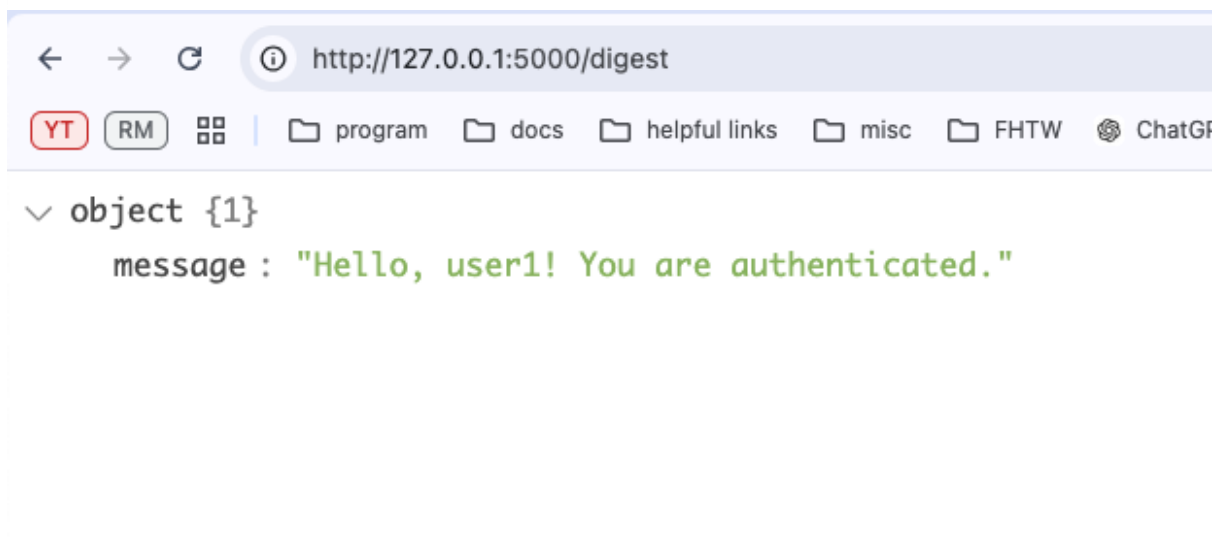 http://127.0.0.1:5000/digest
YT RM program docs helpful links misc FHTW
object {1}
message : "Hello, user1! You are authenticated."